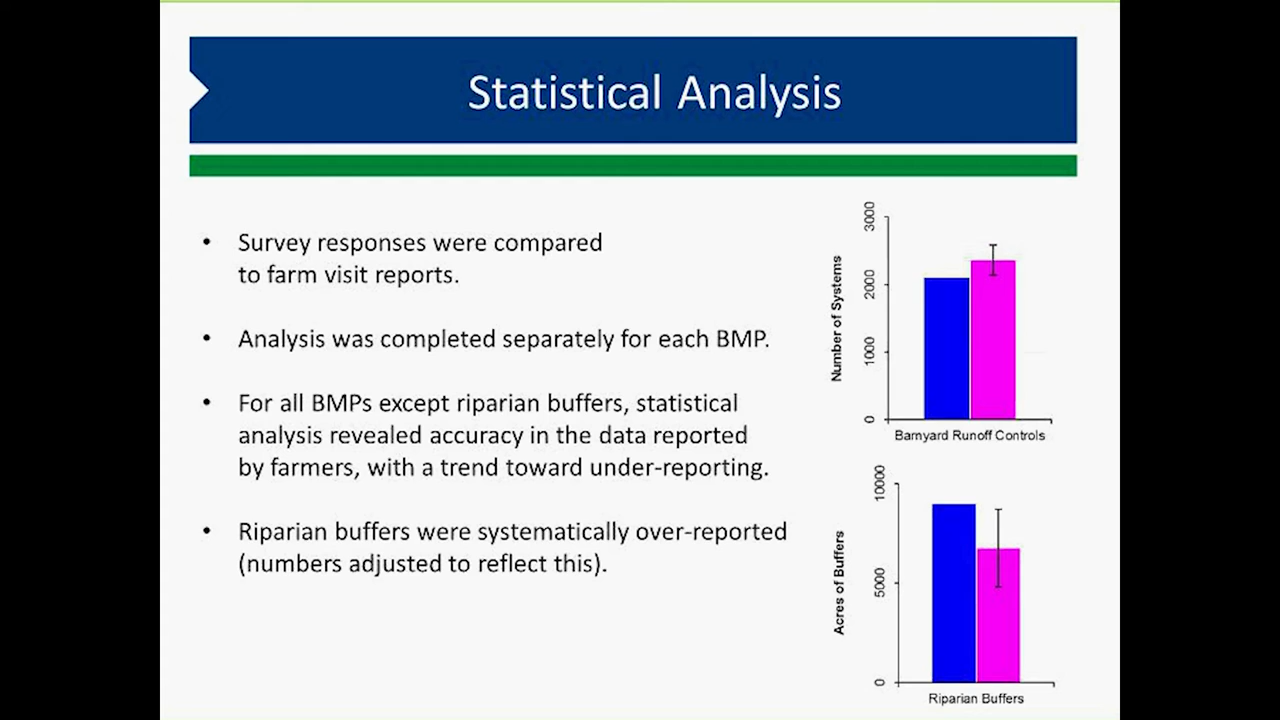 Statistical Analysis
• Survey responses were compared
to farm visit reports.
• Analysis was completed separately for each BMP.
• For all BMPs except riparian buffers, statistical
analysis revealed accuracy in the data reported
by farmers, with a trend toward under-reporting.
• Riparian buffers were systematically over-reported
(numbers adjusted to reflect this).
Number of Systems
3000
2000
1000
0
Barnyard Runoff Controls
Acres of Buffers
10000
5000
0
Riparian Buffers